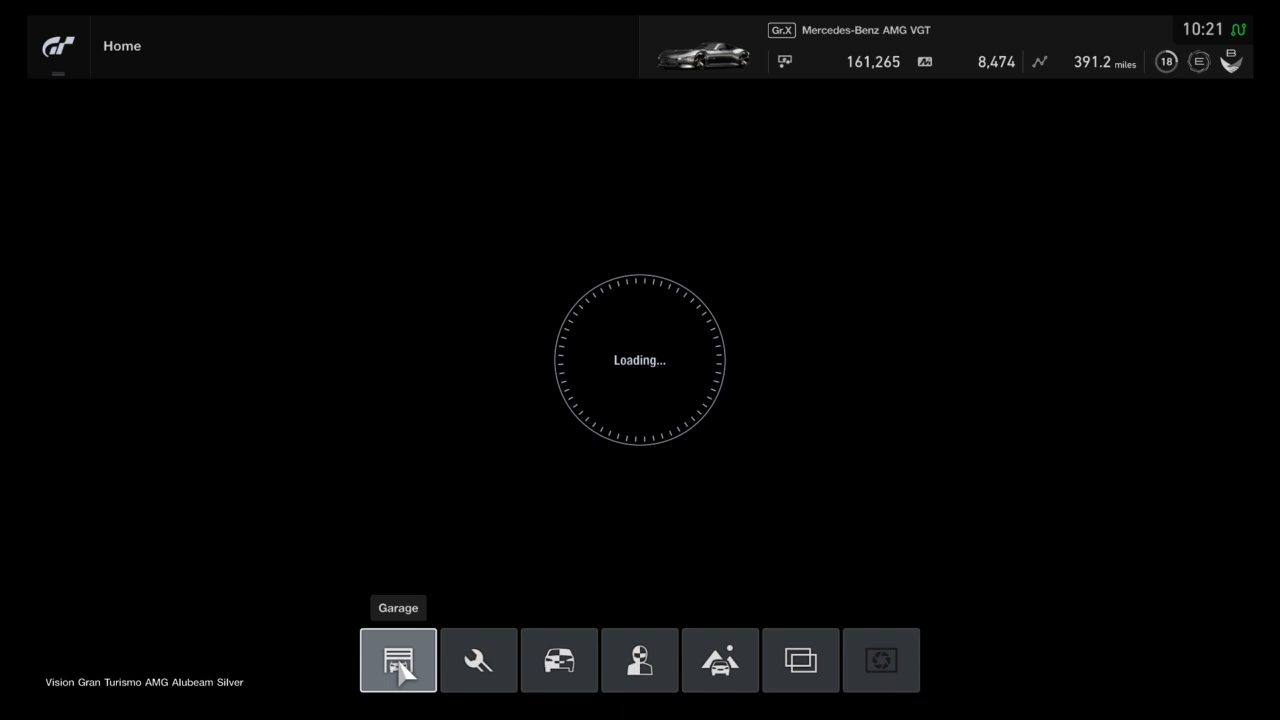 Home
Gr.X Mercedes-Benz AMG VGT
161,265 8,474 391.2 miles
10:21
18 E B
Loading...
Garage
Vision Gran Turismo AMG Alubeam Silver